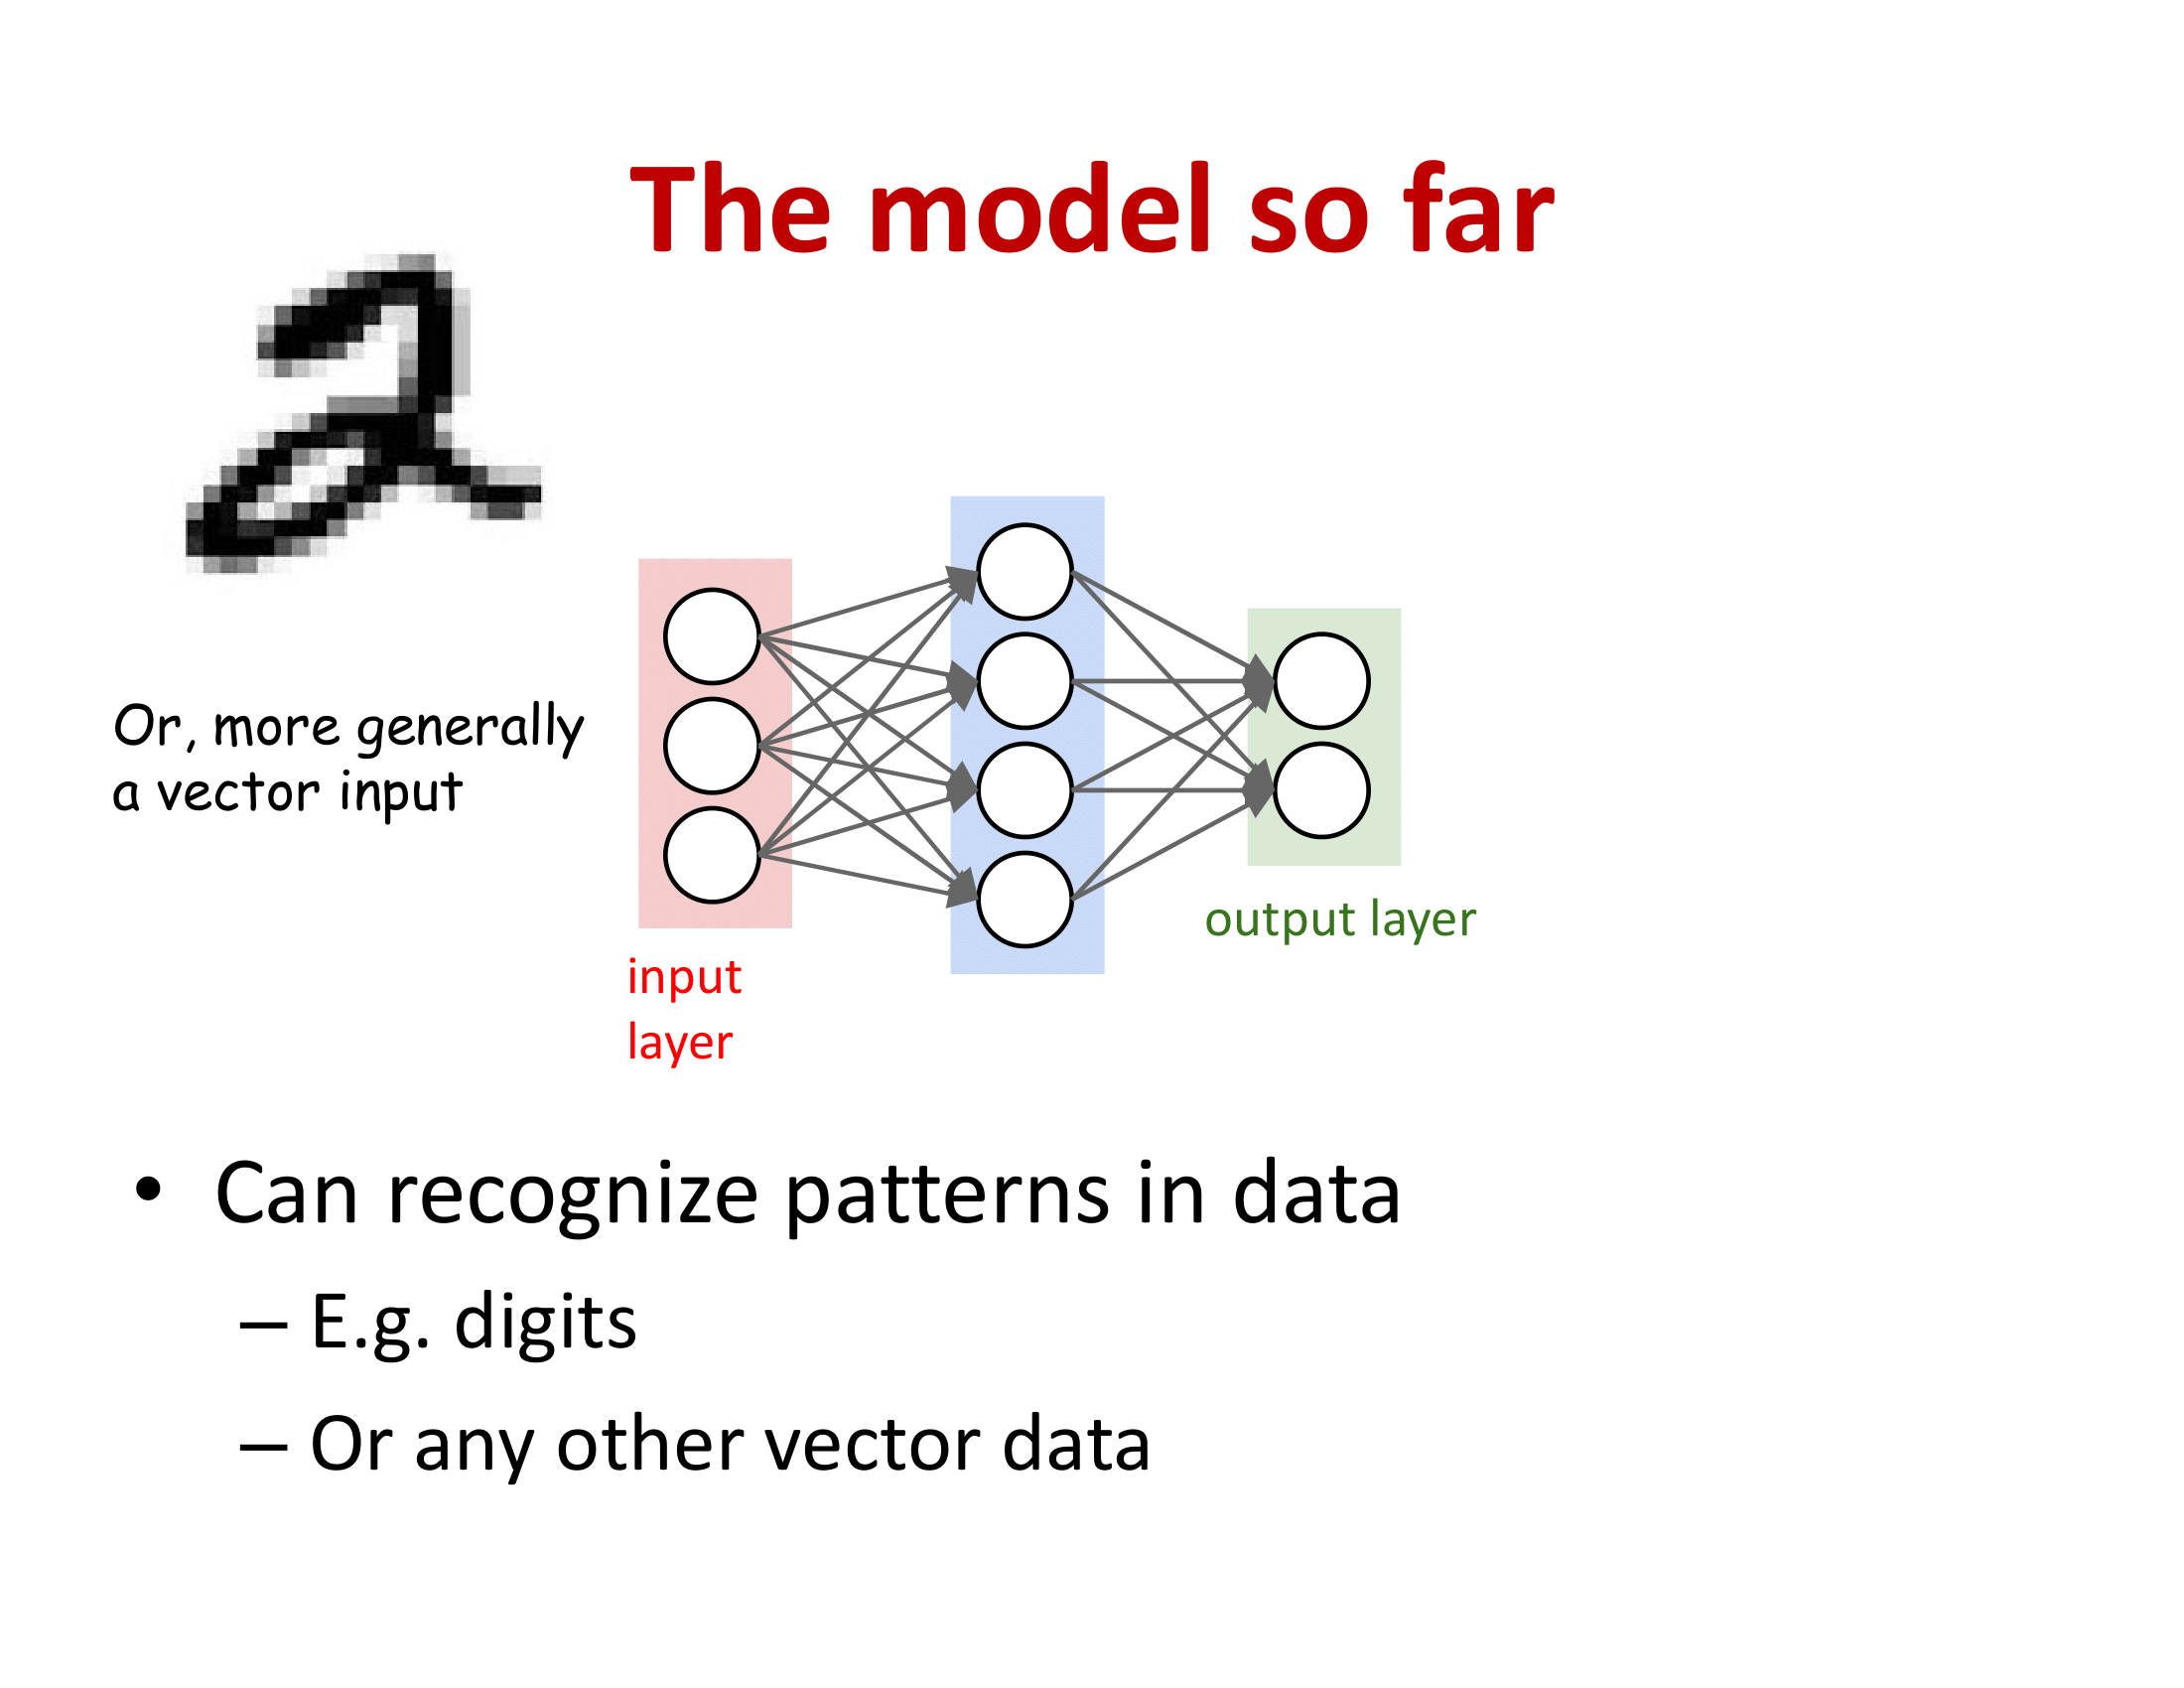 The model so far
Or, more generally
a vector input
input
layer
output layer
• Can recognize patterns in data
– E.g. digits
– Or any other vector data